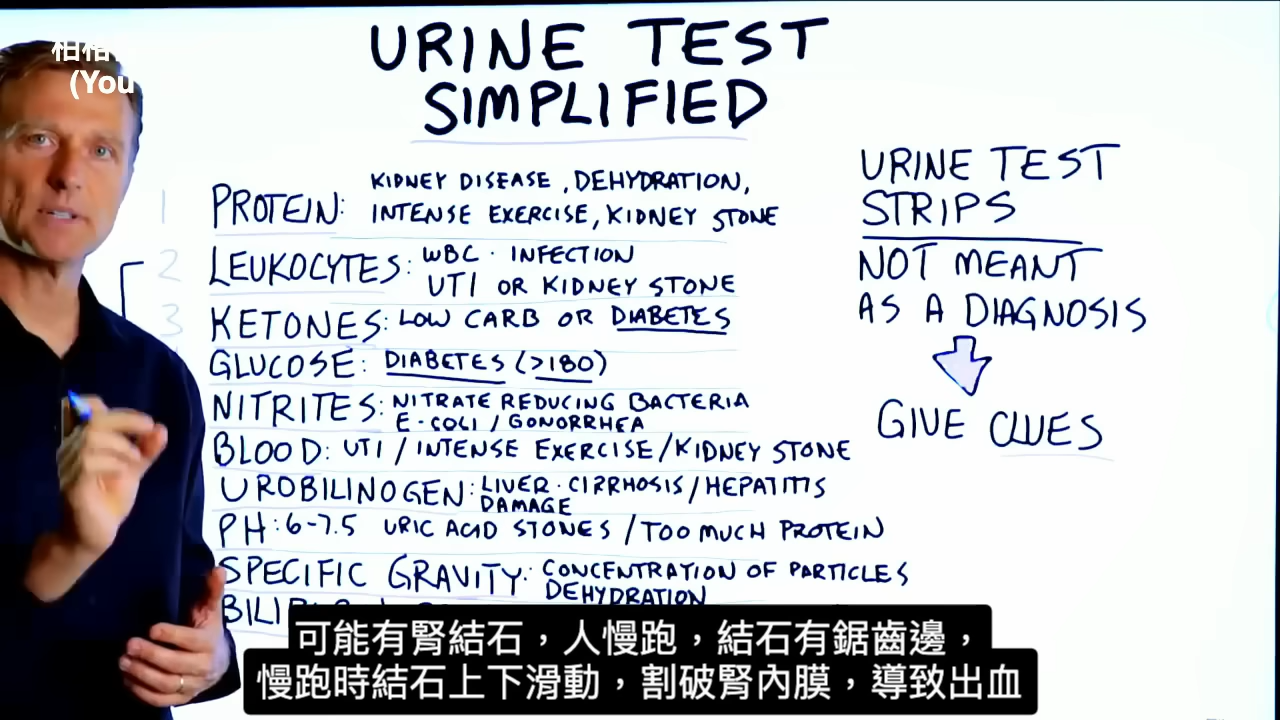 URINE TEST
SIMPLIFIED
(You
1 PROTEIN: KIDNEY DISEASE, DEHYDRATION,
INTENSE EXERCISE, KIDNEY STONE
2 LEUKOCYTES: WBC · INFECTION
UTI OR KIDNEY STONE
3 KETONES: LOW CARB OR DIABETES
GLUCOSE: DIABETES (>180)
NITRITES: NITRATE REDUCING BACTERIA
E-COLI / GONORRHEA
BLOOD: UTI / INTENSE EXERCISE / KIDNEY STONE
UROBILINOGEN: LIVER · CIRRHOSIS / HEPATITIS
DAMAGE
PH: 6-7.5 URIC ACID STONES / TOO MUCH PROTEIN
SPECIFIC GRAVITY: CONCENTRATION OF PARTICLES
DEHYDRATION
URINE TEST
STRIPS
NOT MEANT
AS A DIAGNOSIS
GIVE CLUES
可能有腎結石，人慢跑，結石有鋸齒邊，
慢跑時結石上下滑動，割破腎內膜，導致出血